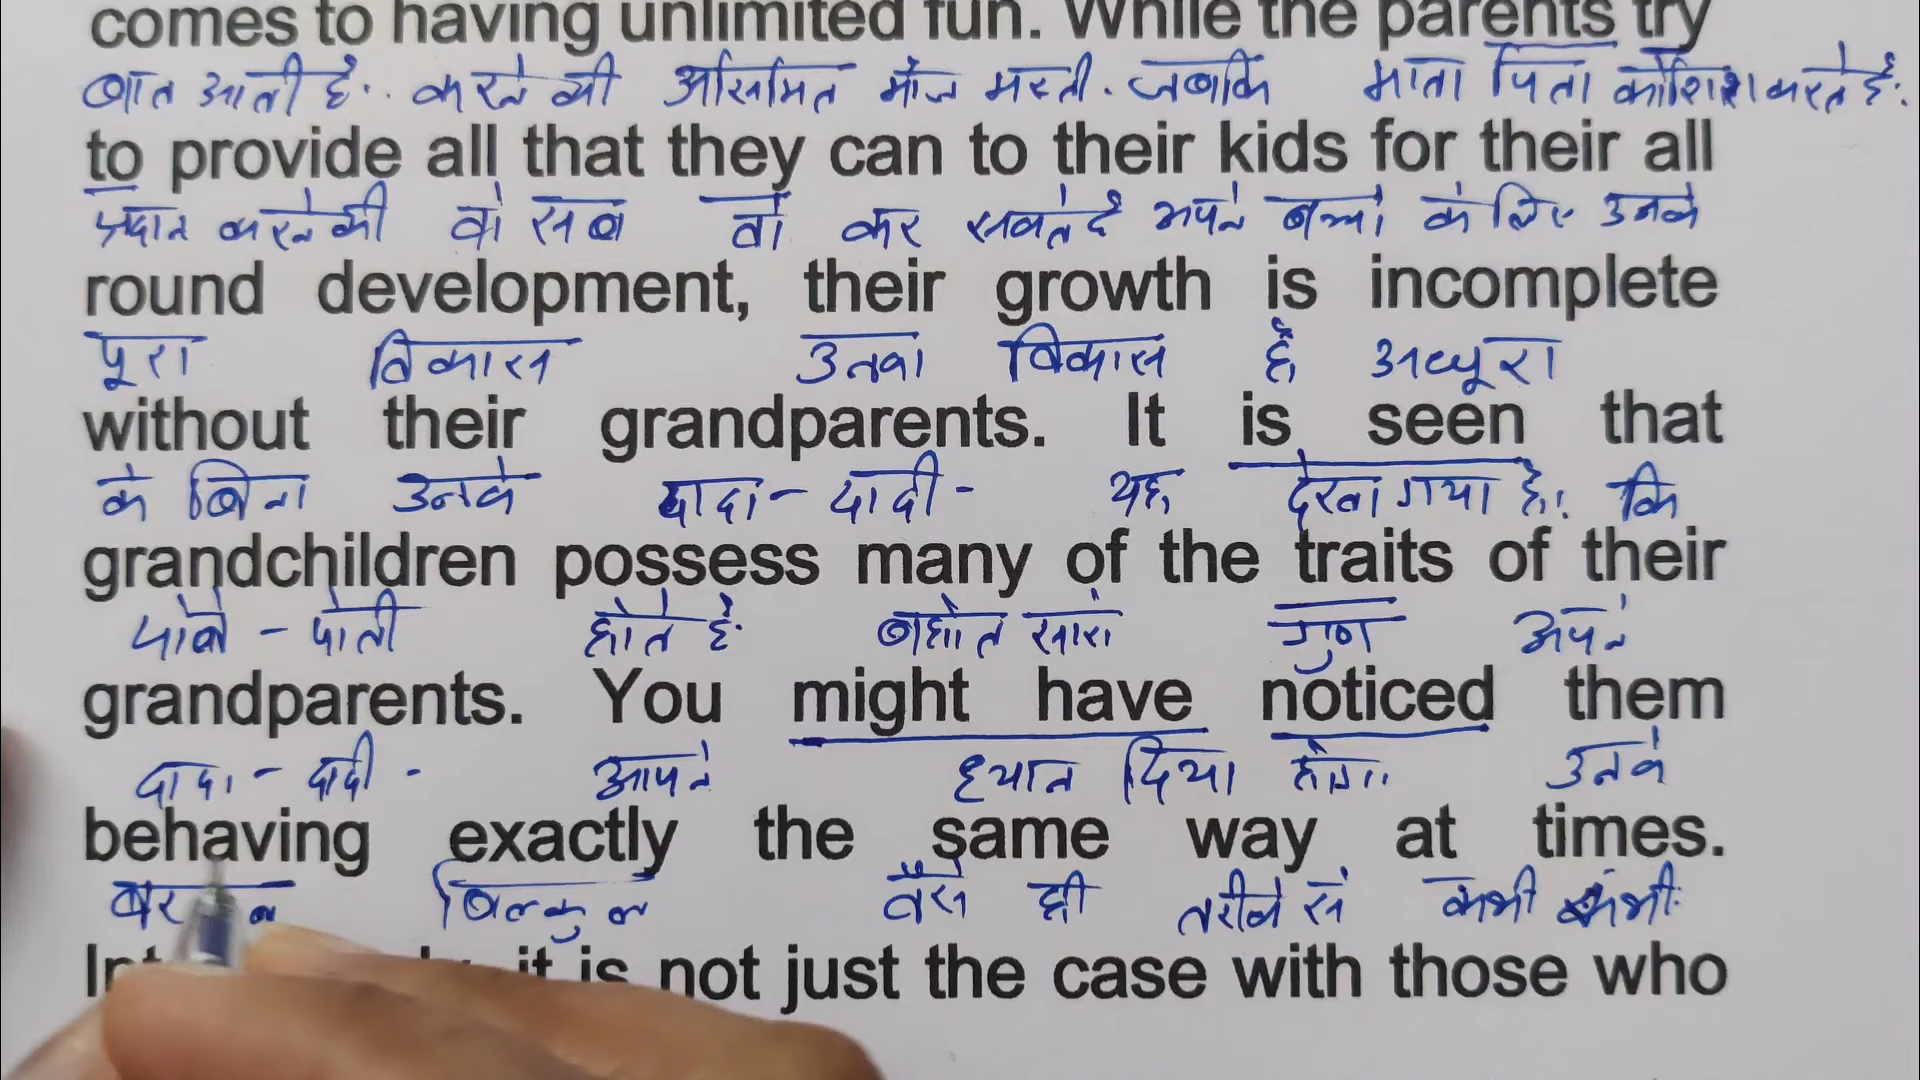 comes to having unlimited fun. While the parents try
बात आती है. करने की असिमित मौज मस्ती. जबकि माता पिता कोशिश करते है.
to provide all that they can to their kids for their all
प्रदान करने की वो सब वो कर सकते है अपने बच्चों के लिए उनके
round development, their growth is incomplete
पूरा विकास उनका विकास है अधूरा
without their grandparents. It is seen that
के बिना उनके दादा - दादी - यह देखा गया है. कि
grandchildren possess many of the traits of their
पोते - पोती होते है. बहोत सारे गुण अपने
grandparents. You might have noticed them
दादा - दादी - आपने ध्यान दिया होगा. उनके
behaving exactly the same way at times.
बिल्कुल वैसे ही तरीके से कभी कभी.
it is not just the case with those who